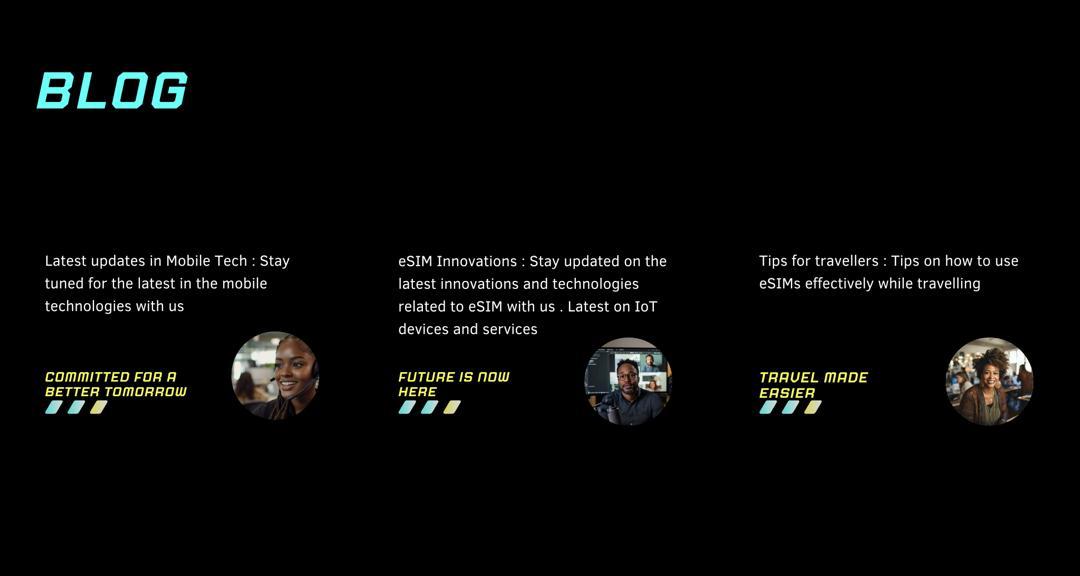 BLOG
Latest updates in Mobile Tech : Stay
tuned for the latest in the mobile
technologies with us
COMMITTED FOR A
BETTER TOMORROW
eSIM Innovations : Stay updated on the
latest innovations and technologies
related to eSIM with us . Latest on IoT
devices and services
FUTURE IS NOW
HERE
Tips for travellers : Tips on how to use
eSIMs effectively while travelling
TRAVEL MADE
EASIER